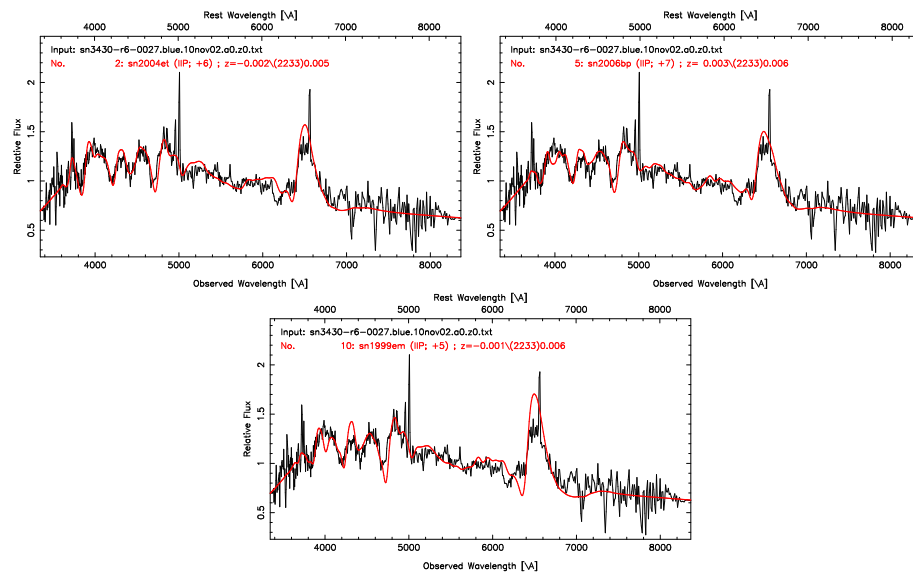 Rest Wavelength [\A]
4000 5000 6000 7000 8000
Input: sn3430-r6-0027.blue.10nov02.a0.z0.txt
No. 2: sn2004et (IIP; +6) ; z=-0.002\(2233)0.005
Relative Flux
0.5 1 1.5 2
4000 5000 6000 7000 8000
Observed Wavelength [\A]
Rest Wavelength [\A]
4000 5000 6000 7000 8000
Input: sn3430-r6-0027.blue.10nov02.a0.z0.txt
No. 5: sn2006bp (IIP; +7) ; z= 0.003\(2233)0.006
Relative Flux
0.5 1 1.5 2
4000 5000 6000 7000 8000
Observed Wavelength [\A]
Rest Wavelength [\A]
4000 5000 6000 7000 8000
Input: sn3430-r6-0027.blue.10nov02.a0.z0.txt
No. 10: sn1999em (IIP; +5) ; z=-0.001\(2233)0.006
Relative Flux
0.5 1 1.5 2
4000 5000 6000 7000 8000
Observed Wavelength [\A]